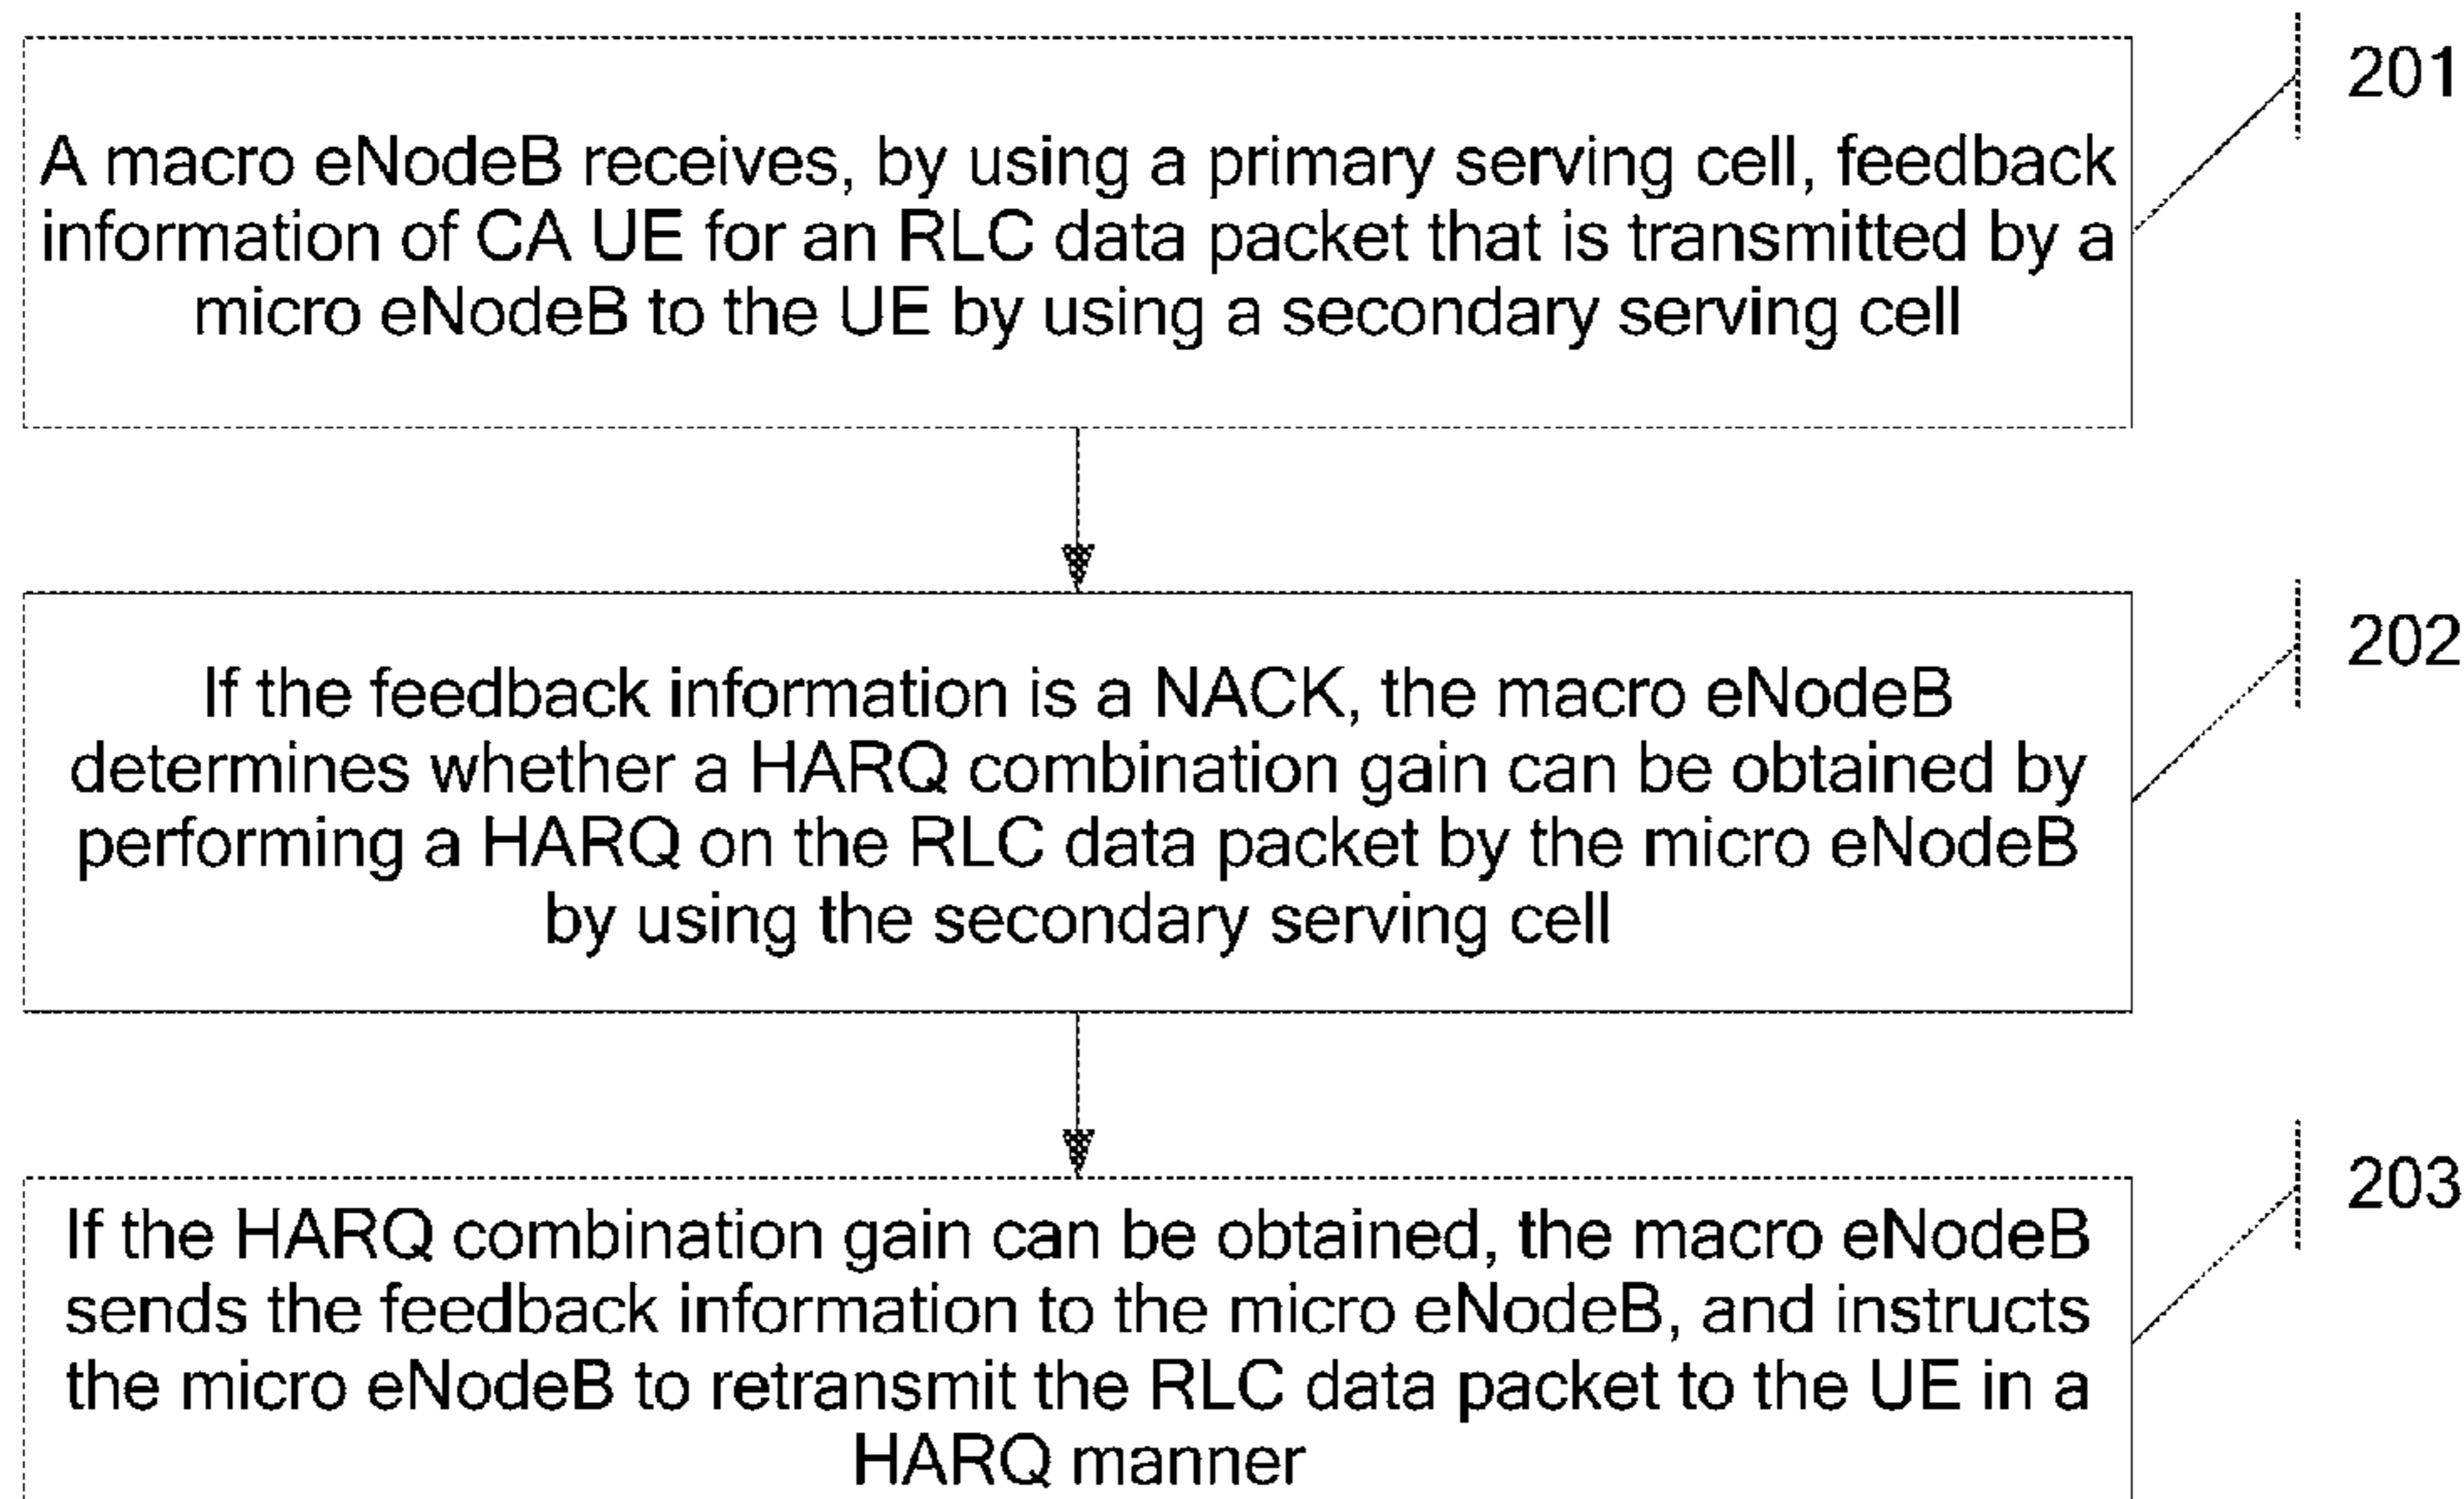 201
A macro eNodeB receives, by using a primary serving cell, feedback
information of CA UE for an RLC data packet that is transmitted by a
micro eNodeB to the UE by using a secondary serving cell
202
If the feedback information is a NACK, the macro eNodeB
determines whether a HARQ combination gain can be obtained by
performing a HARQ on the RLC data packet by the micro eNodeB
by using the secondary serving cell
203
If the HARQ combination gain can be obtained, the macro eNodeB
sends the feedback information to the micro eNodeB, and instructs
the micro eNodeB to retransmit the RLC data packet to the UE in a
HARQ manner